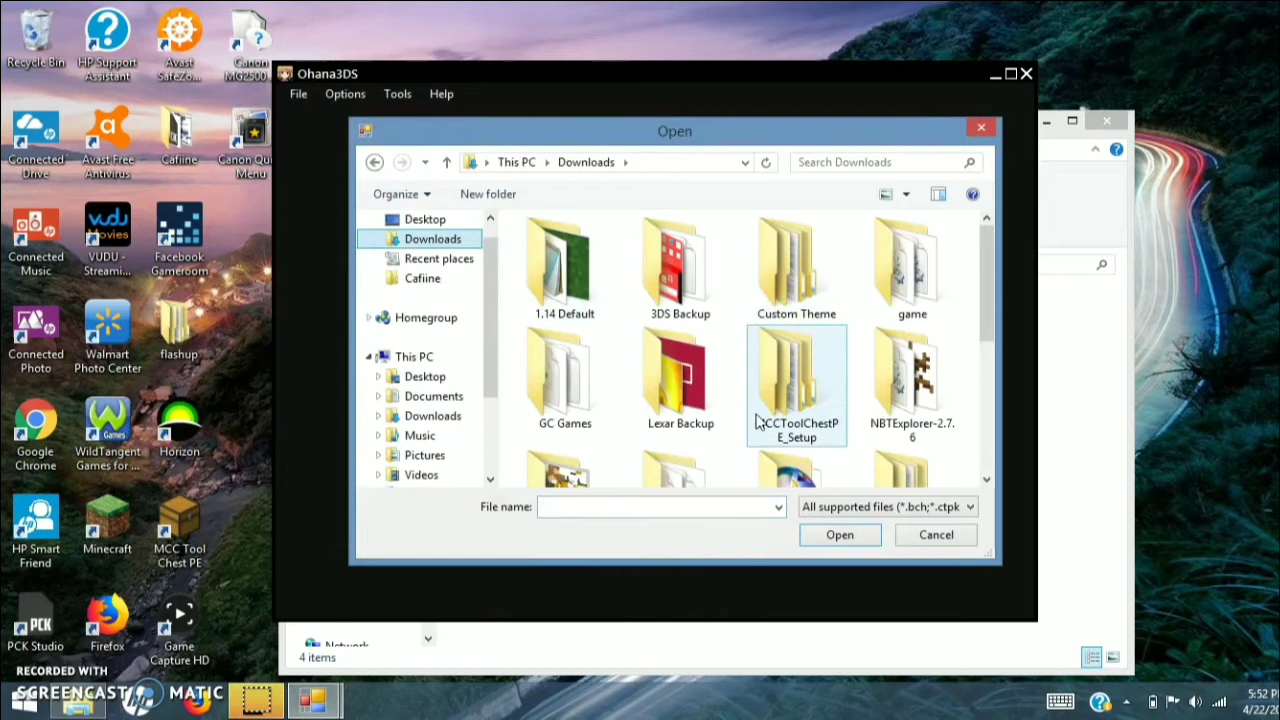 Recycle Bin
HP Support
Assistant
Avast
SafeZo...
Canon
MG2500
Connected
Drive
Avast Free
Antivirus
Cafiine
Canon Qu
Menu
Connected
Music
VUDU -
Streami...
Facebook
Gameroom
Connected
Photo
Walmart
Photo Center
flashup
Google
Chrome
WildTangent
Games for ...
Horizon
HP Smart
Friend
Minecraft
MCC Tool
Chest PE
PCK Studio
Firefox
Game
Capture HD
Ohana3DS
File Options Tools Help
Open
This PC Downloads
Search Downloads
Organize New folder
Desktop
Downloads
Recent places
Cafiine
Homegroup
This PC
Desktop
Documents
Downloads
Music
Pictures
Videos
1.14 Default 3DS Backup Custom Theme game
GC Games Lexar Backup CCToolChestP
E_Setup
NBTExplorer-2.7.
6
File name: All supported files (*.bch;*.ctpk
Open Cancel
Network
4 items
RECORDED WITH
SCREENCAST MATIC
5:52 P
4/22/20